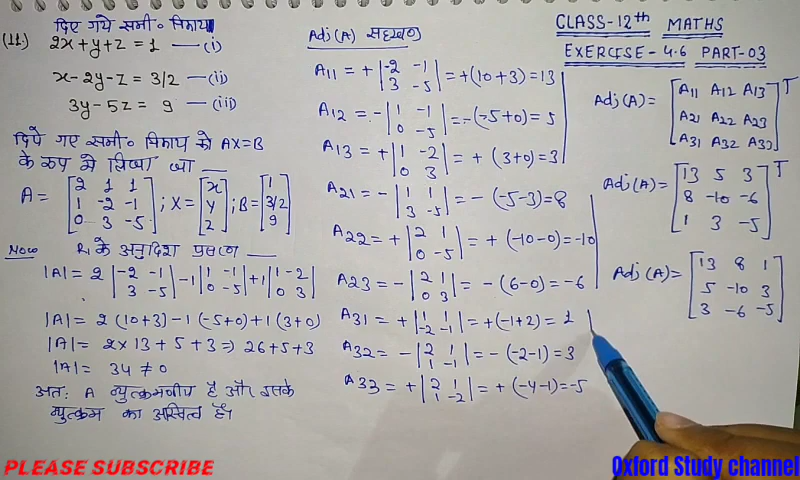 दिए गये समी० निकाय
(11.) 2x+y+z = 1 —(i)
x-2y-z = 3/2 —(ii)
3y-5z = 9 —(iii)
दिये गए समी० निकाय को AX=B
के रूप में लिखा जा —
A = [2 1 1; 1 -2 -1; 0 3 -5]; X = [x; y; z]; B = [1; 3/2; 9]
Now R₁ के अनुदिश प्रसरण —
|A| = 2 |-2 -1; 3 -5| -1 |1 -1; 0 -5| +1 |1 -2; 0 3|
|A| = 2(10+3) -1(-5+0) +1(3+0)
|A| = 2×13+5+3 ⇒ 26+5+3
|A| = 34 ≠ 0
अतः A व्युत्क्रमणीय है और इसके
व्युत्क्रम का अस्तित्व है।
Adj(A) सहखण्ड
A11 = + |-2 -1; 3 -5| = +(10+3) = 13
A12 = - |1 -1; 0 -5| = -(-5+0) = 5
A13 = + |1 -2; 0 3| = +(3+0) = 3
A21 = - |1 1; 3 -5| = -(-5-3) = 8
A22 = + |2 1; 0 -5| = +(-10-0) = -10
A23 = - |2 1; 0 3| = -(6-0) = -6
A31 = + |1 1; -2 -1| = +(-1+2) = 1
A32 = - |2 1; 1 -1| = -(-2-1) = 3
A33 = + |2 1; 1 -2| = +(-4-1) = -5
CLASS-12th MATHS
EXERCISE-4.6 PART-03
Adj(A) = [A11 A12 A13; A21 A22 A23; A31 A32 A33]T
Adj(A) = [13 5 3; 8 -10 -6; 1 3 -5]T
Adj(A) = [13 8 1; 5 -10 3; 3 -6 -5]
PLEASE SUBSCRIBE
Oxford Study channel